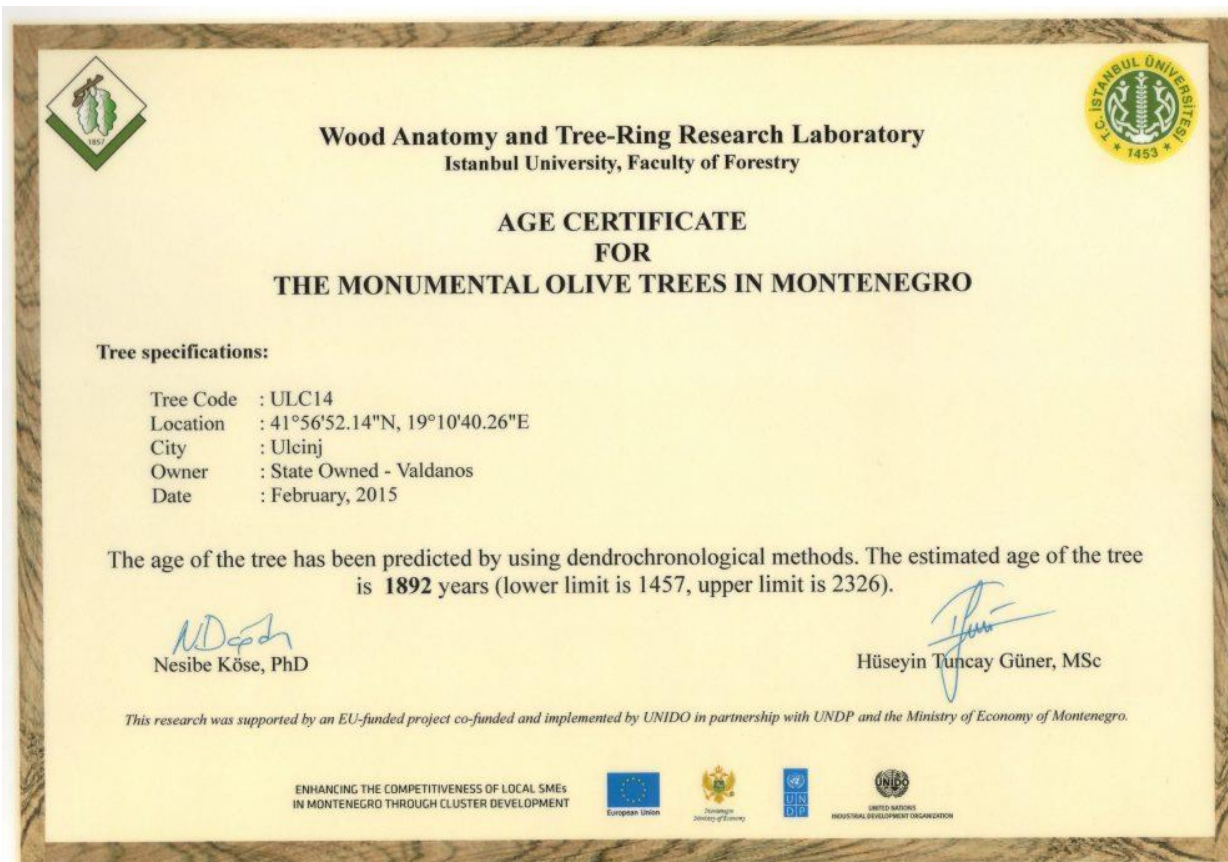 1857
T.C. İSTANBUL ÜNİVERSİTESİ
* 1453 *
Wood Anatomy and Tree-Ring Research Laboratory
Istanbul University, Faculty of Forestry
AGE CERTIFICATE
FOR
THE MONUMENTAL OLIVE TREES IN MONTENEGRO
Tree specifications:
Tree Code : ULC14
Location : 41°56'52.14"N, 19°10'40.26"E
City : Ulcinj
Owner : State Owned - Valdanos
Date : February, 2015
The age of the tree has been predicted by using dendrochronological methods. The estimated age of the tree
is 1892 years (lower limit is 1457, upper limit is 2326).
Nesibe Köse, PhD
Hüseyin Tuncay Güner, MSc
This research was supported by an EU-funded project co-funded and implemented by UNIDO in partnership with UNDP and the Ministry of Economy of Montenegro.
ENHANCING THE COMPETITIVENESS OF LOCAL SMEs
IN MONTENEGRO THROUGH CLUSTER DEVELOPMENT
European Union
Montenegro
Ministry of Economy
U N
D P
UNIDO
UNITED NATIONS
INDUSTRIAL DEVELOPMENT ORGANIZATION